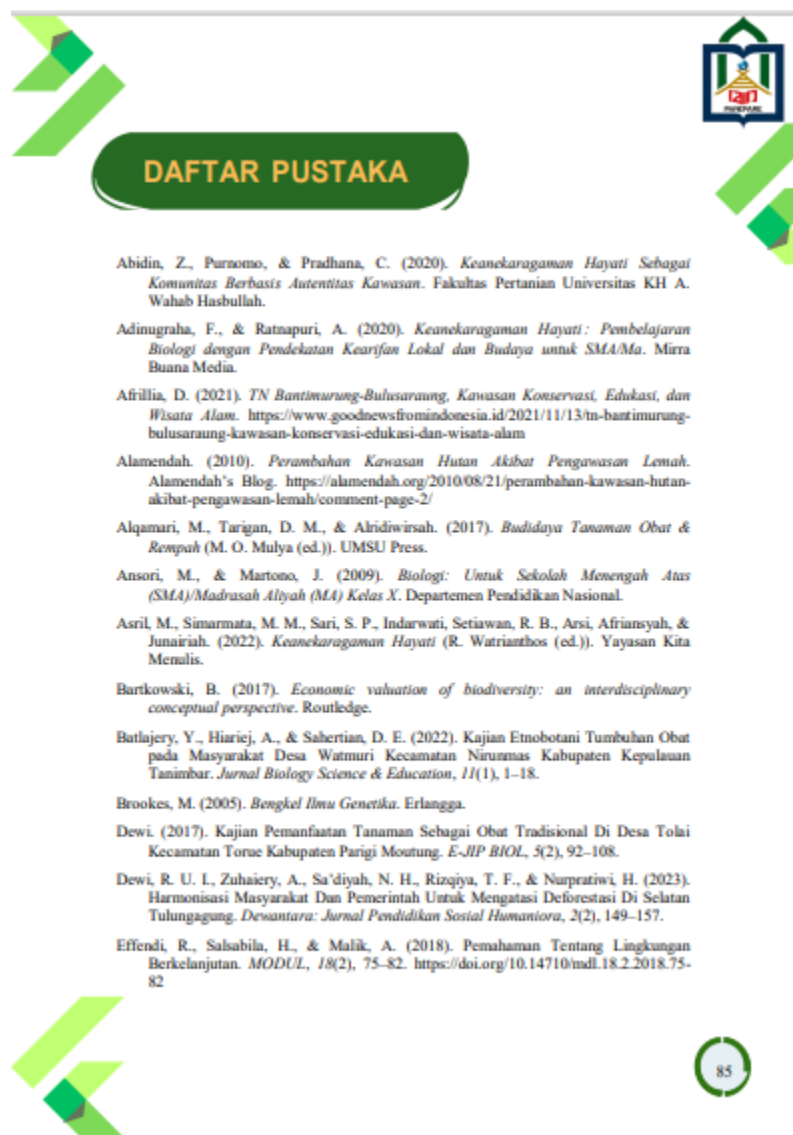 PAREPARE
DAFTAR PUSTAKA
Abidin, Z., Purnomo, & Pradhana, C. (2020). Keanekaragaman Hayati Sebagai
Komunitas Berbasis Autentitas Kawasan. Fakultas Pertanian Universitas KH A.
Wahab Hasbullah.
Adinugraha, F., & Ratnapuri, A. (2020). Keanekaragaman Hayati : Pembelajaran
Biologi dengan Pendekatan Kearifan Lokal dan Budaya untuk SMA/Ma. Mirra
Buana Media.
Afrillia, D. (2021). TN Bantimurung-Bulusaraung, Kawasan Konservasi, Edukasi, dan
Wisata Alam. https://www.goodnewsfromindonesia.id/2021/11/13/tn-bantimurung-
bulusaraung-kawasan-konservasi-edukasi-dan-wisata-alam
Alamendah. (2010). Perambahan Kawasan Hutan Akibat Pengawasan Lemah.
Alamendah's Blog. https://alamendah.org/2010/08/21/perambahan-kawasan-hutan-
akibat-pengawasan-lemah/comment-page-2/
Alqamari, M., Tarigan, D. M., & Alridiwirsah. (2017). Budidaya Tanaman Obat &
Rempah (M. O. Mulya (ed.)). UMSU Press.
Ansori, M., & Martono, J. (2009). Biologi: Untuk Sekolah Menengah Atas
(SMA)/Madrasah Aliyah (MA) Kelas X. Departemen Pendidikan Nasional.
Asril, M., Simarmata, M. M., Sari, S. P., Indarwati, Setiawan, R. B., Arsi, Afriansyah, &
Junairiah. (2022). Keanekaragaman Hayati (R. Watrianthos (ed.)). Yayasan Kita
Menulis.
Bartkowski, B. (2017). Economic valuation of biodiversity: an interdisciplinary
conceptual perspective. Routledge.
Batlajery, Y., Hiariej, A., & Sahertian, D. E. (2022). Kajian Etnobotani Tumbuhan Obat
pada Masyarakat Desa Watmuri Kecamatan Nirunmas Kabupaten Kepulauan
Tanimbar. Jurnal Biology Science & Education, 11(1), 1–18.
Brookes, M. (2005). Bengkel Ilmu Genetika. Erlangga.
Dewi. (2017). Kajian Pemanfaatan Tanaman Sebagai Obat Tradisional Di Desa Tolai
Kecamatan Torue Kabupaten Parigi Moutung. E-JIP BIOL, 5(2), 92–108.
Dewi, R. U. I., Zuhaiery, A., Sa'diyah, N. H., Rizqiya, T. F., & Nurpratiwi, H. (2023).
Harmonisasi Masyarakat Dan Pemerintah Untuk Mengatasi Deforestasi Di Selatan
Tulungagung. Dewantara: Jurnal Pendidikan Sosial Humaniora, 2(2), 149–157.
Effendi, R., Salsabila, H., & Malik, A. (2018). Pemahaman Tentang Lingkungan
Berkelanjutan. MODUL, 18(2), 75–82. https://doi.org/10.14710/mdl.18.2.2018.75-
82
85